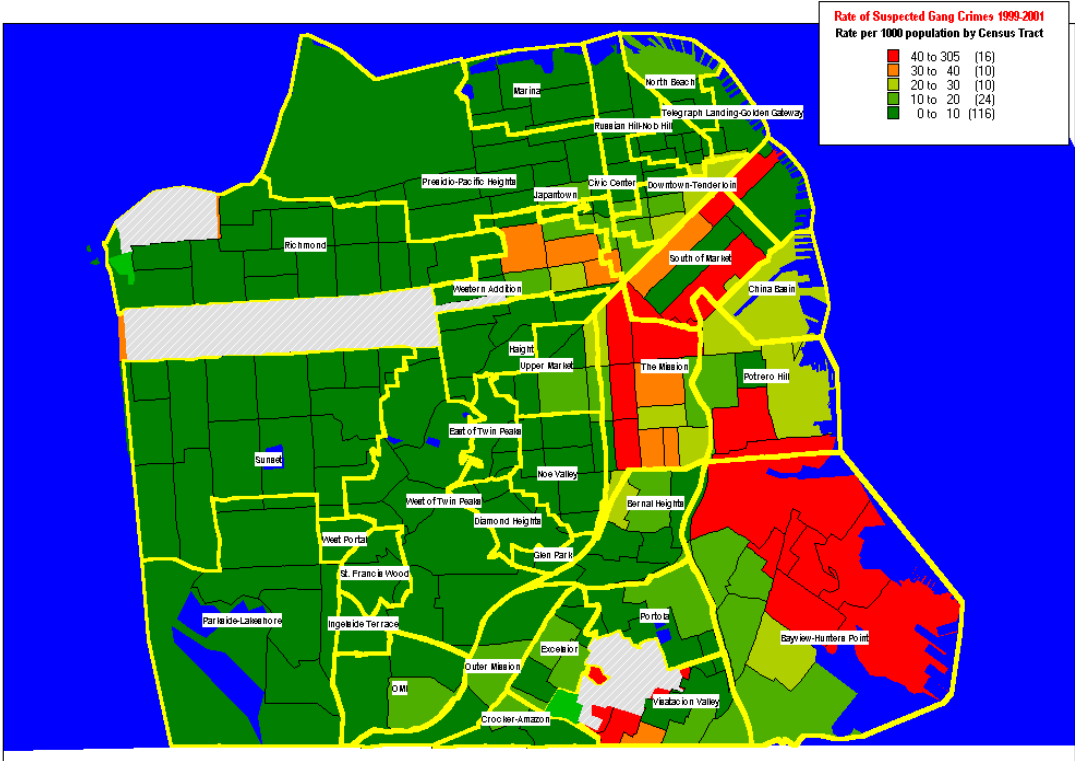 Rate of Suspected Gang Crimes 1999-2001
Rate per 1000 population by Census Tract
40 to 305 (16)
30 to 40 (10)
20 to 30 (10)
10 to 20 (24)
0 to 10 (116)
North Beach
Marina
Telegraph Landing-Golden Gateway
Russian Hill-Nob Hill
Presidio-Pacific Heights
Civic Center
Downtown-Tenderloin
Japantown
Richmond
South of Market
Western Addition
China Basin
Haight
Upper Market
The Mission
Potrero Hill
East of Twin Peaks
Sunset
Noe Valley
West of Twin Peaks
Bernal Heights
Diamond Heights
West Portal
Glen Park
St. Francis Wood
Parkside-Lakeshore
Ingelside Terrace
Portola
Bayview-Hunters Point
Excelsior
Outer Mission
OMI
Visatacion Valley
Crocker-Amazon